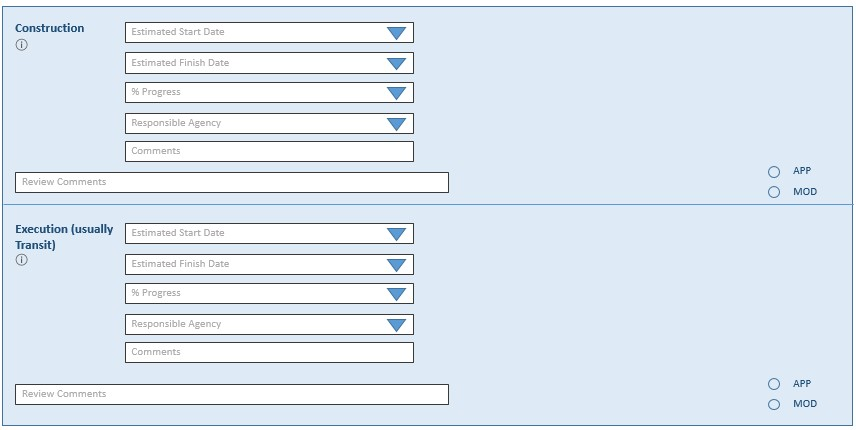 Construction
Estimated Start Date
Estimated Finish Date
% Progress
Responsible Agency
Comments
Review Comments
APP
MOD
Execution (usually
Transit)
Estimated Start Date
Estimated Finish Date
% Progress
Responsible Agency
Comments
Review Comments
APP
MOD